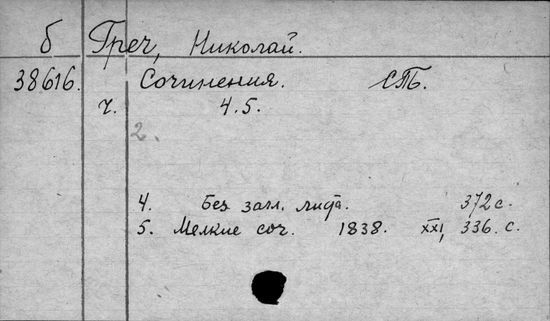 б Греч, Николай.
38616. Сочинения. СПб.
ч. 4.5.
2.
4. Без загл. листа. 372 с.
5. Мелкие соч. 1838. XXI, 336. с.